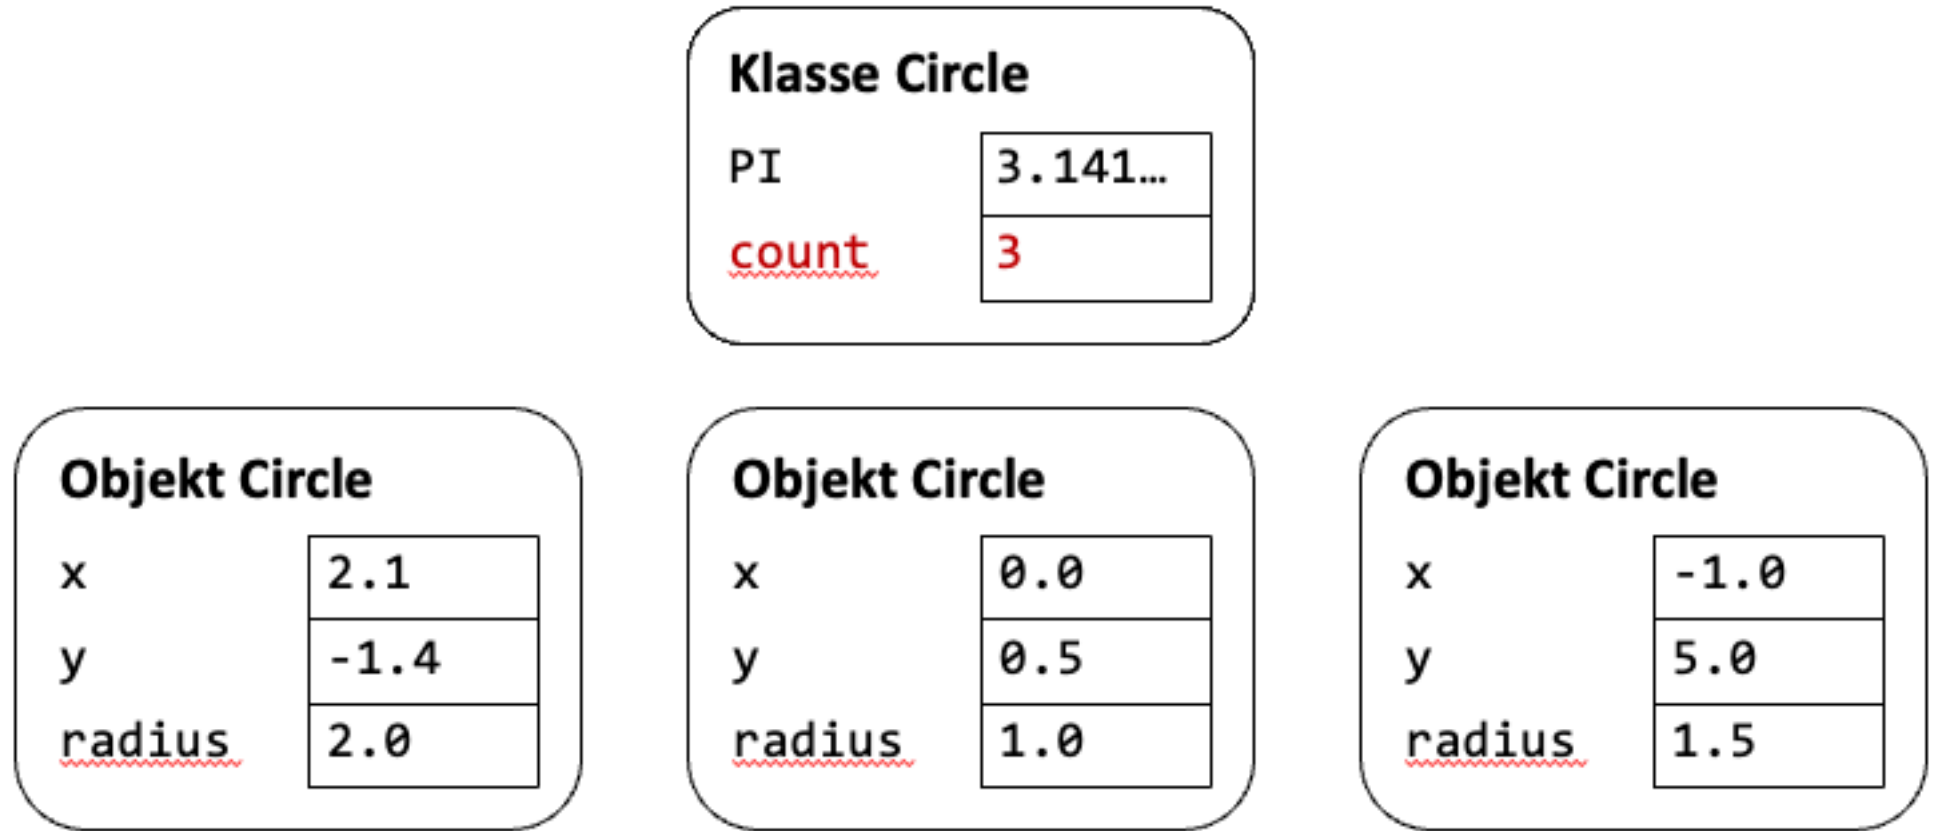 Klasse Circle
PI 3.141…
count 3
Objekt Circle
x 2.1
y -1.4
radius 2.0
Objekt Circle
x 0.0
y 0.5
radius 1.0
Objekt Circle
x -1.0
y 5.0
radius 1.5